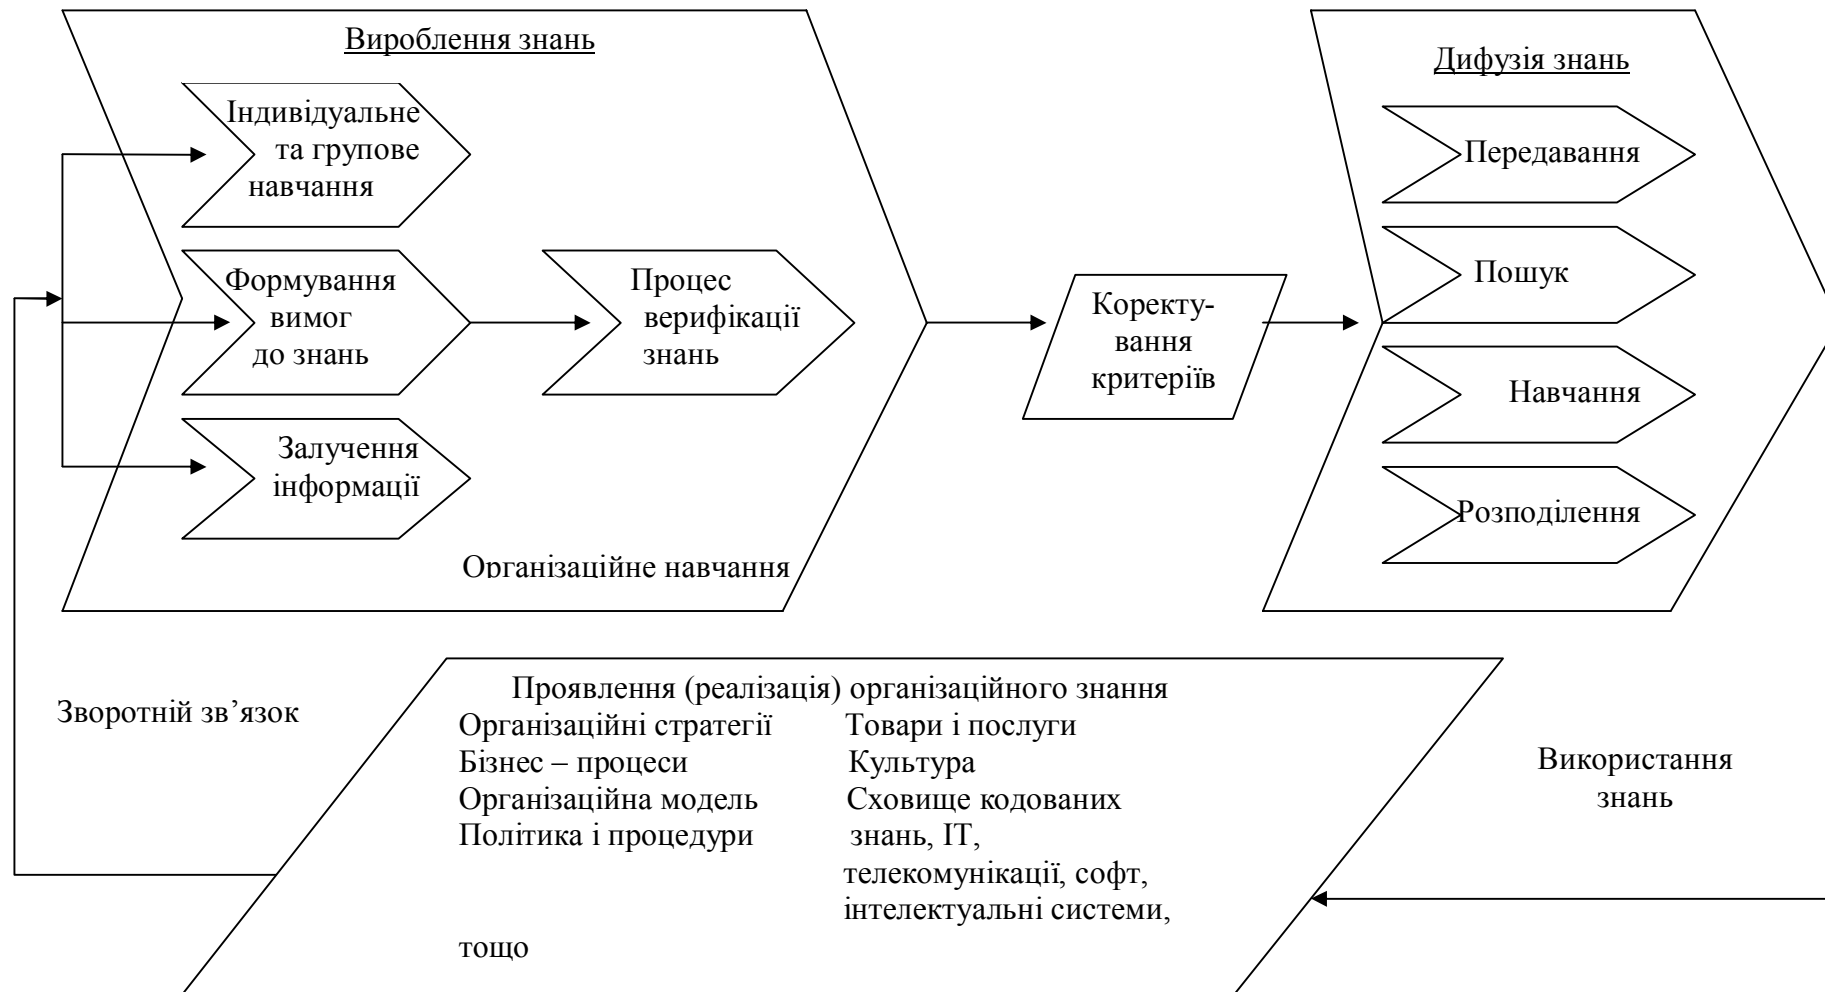 Вироблення знань
Індивідуальне
та групове
навчання
Формування
вимог
до знань
Залучення
інформації
Процес
верифікації
знань
Організаційне навчання
Коректу-
вання
критеріїв
Дифузія знань
Передавання
Пошук
Навчання
Розподілення
Зворотній зв’язок
Проявлення (реалізація) організаційного знання
Організаційні стратегії Товари і послуги
Бізнес – процеси Культура
Організаційна модель Сховище кодованих
Політика і процедури знань, ІТ,
телекомунікації, софт,
інтелектуальні системи,
тощо
Використання
знань